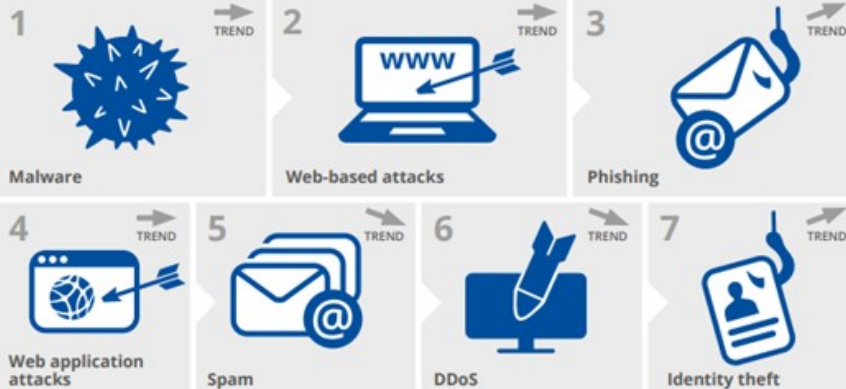 1
TREND
2
TREND
www
3
TREND
@
Malware
Web-based attacks
Phishing
4
TREND
5
TREND
@
6
TREND
7
TREND
Web application
attacks
Spam
DDoS
Identity theft